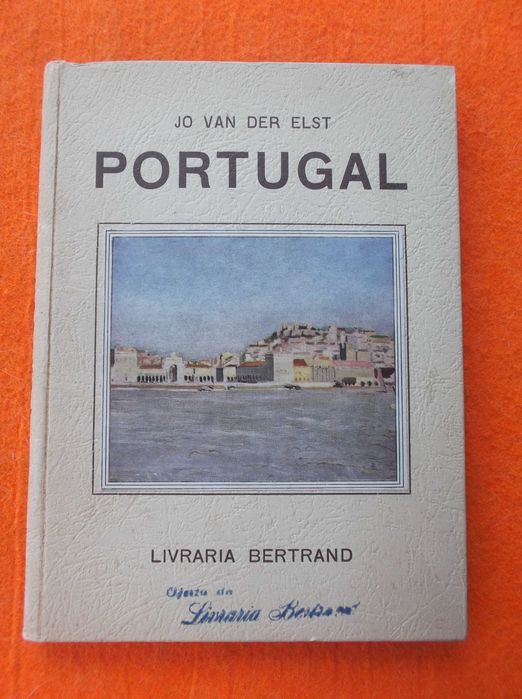 JO VAN DER ELST
PORTUGAL
LIVRARIA BERTRAND
Oferta da
Livraria Bertrand